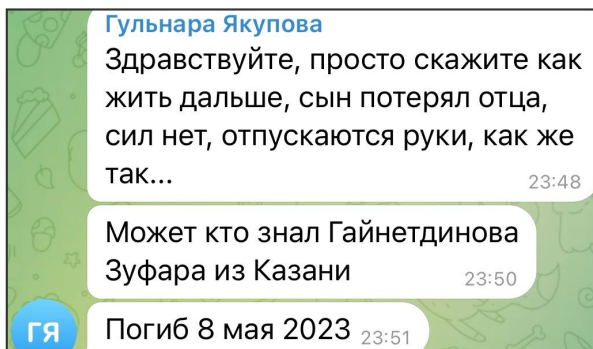 Гульнара Якупова
Здравствуйте, просто скажите как
жить дальше, сын потерял отца,
сил нет, отпускаются руки, как же
так...
23:48
Может кто знал Гайнетдинова
Зуфара из Казани
23:50
ГЯ
Погиб 8 мая 2023 23:51